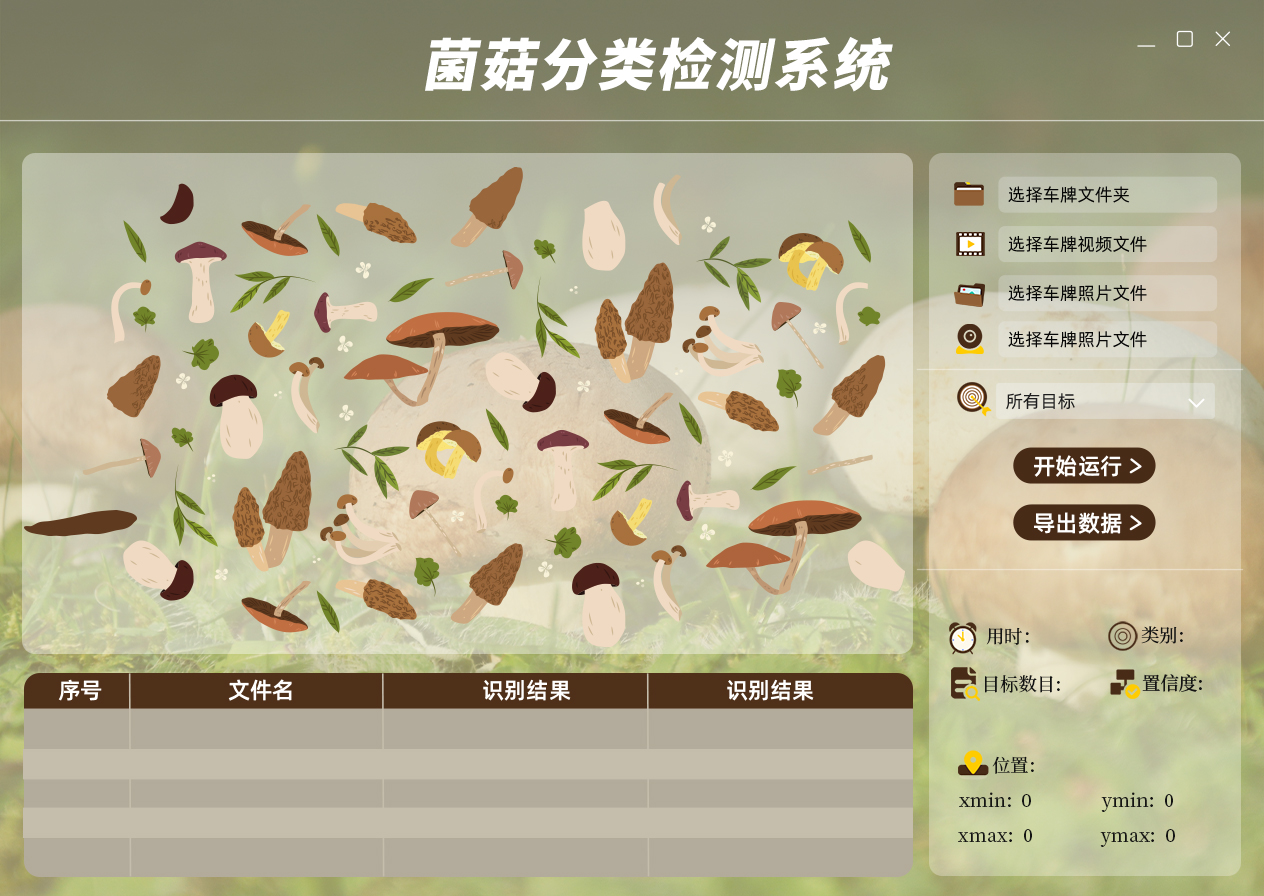 菌菇分类检测系统
选择车牌文件夹
选择车牌视频文件
选择车牌照片文件
选择车牌照片文件
所有目标
开始运行 >
导出数据 >
用时: 类别:
目标数目: 置信度:
位置:
xmin: 0 ymin: 0
xmax: 0 ymax: 0
序号 文件名 识别结果 识别结果